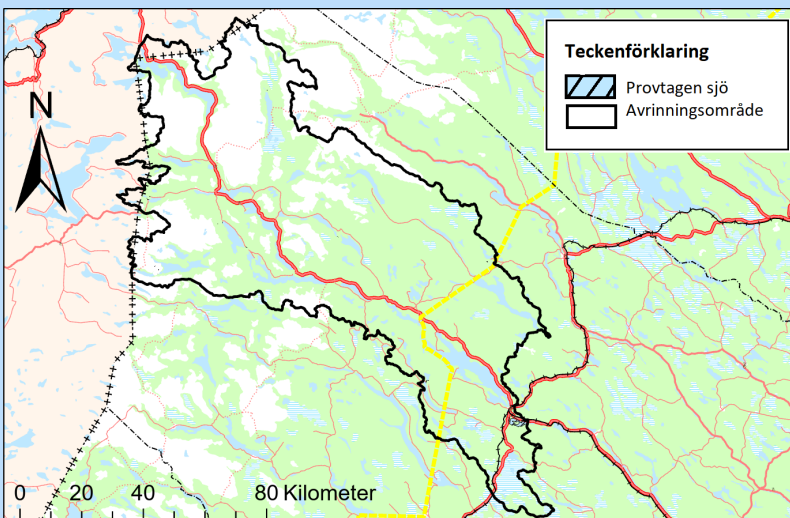 Teckenförklaring
Provtagen sjö
Avrinningsområde
N
0 20 40 80 Kilometer